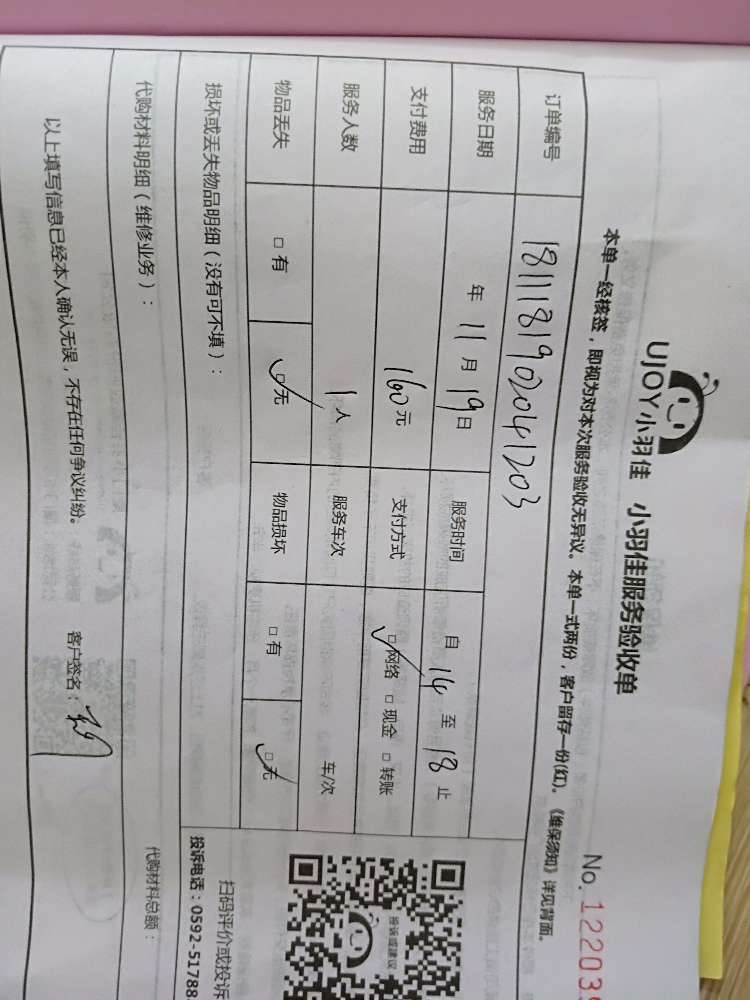 UJOY小羽佳 小羽佳服务验收单
No. 12203
本单一经核签，即视为对本次服务验收无异议。本单一式两份，客户留存一份(红)。《维保须知》详见背面。
订单编号 181118190204 1203
服务日期 年 11 月 19 日 服务时间 自 14 至 18 止
支付费用 160 元 支付方式 □网络 □现金 □转账
服务人数 1 人 服务车次 车/次
物品丢失 □有 □无 物品损坏 □有 □无
损坏或丢失物品明细（没有可不填）：
投诉或建议
扫码评价或投诉
投诉电话：0592-51788
代购材料明细（维修业务）： 代购材料总额：
以上填写信息已经本人确认无误，不存在任何争议纠纷。 客户签名：